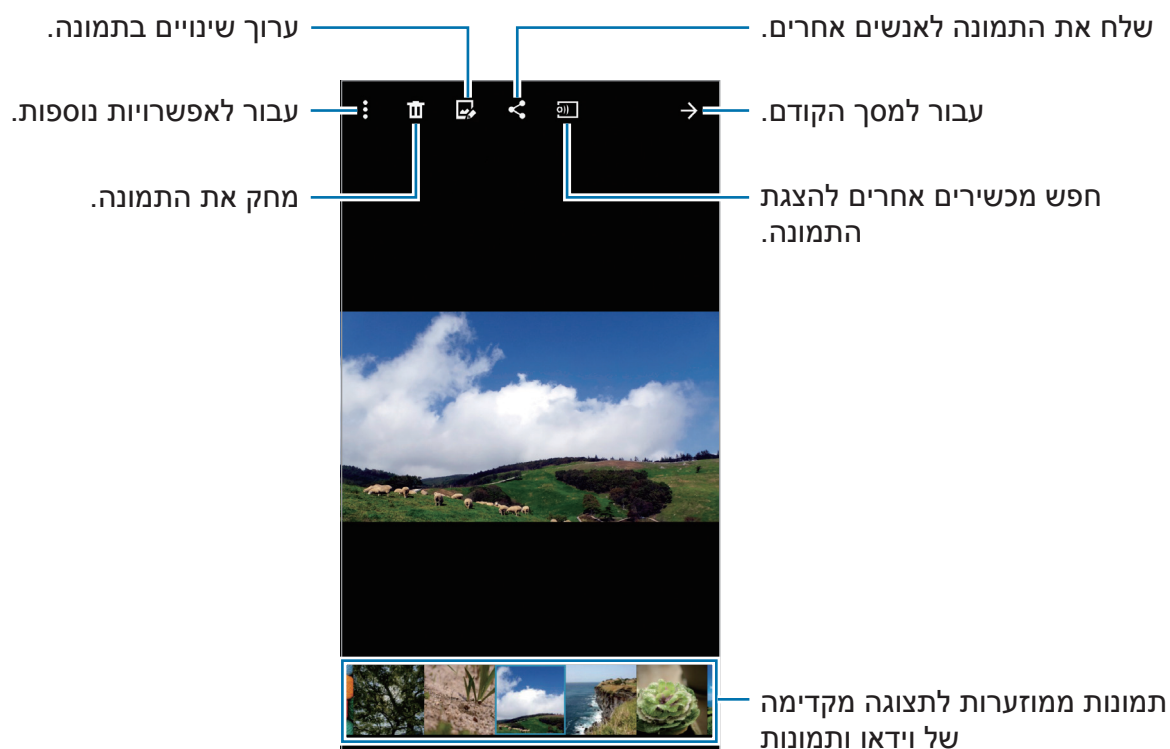 שלח את התמונה לאנשים אחרים.
ערוך שינויים בתמונה.
עבור למסך הקודם.
עבור לאפשרויות נוספות.
חפש מכשירים אחרים להצגת
התמונה.
מחק את התמונה.
תמונות ממוזערות לתצוגה מקדימה
של וידאו ותמונות